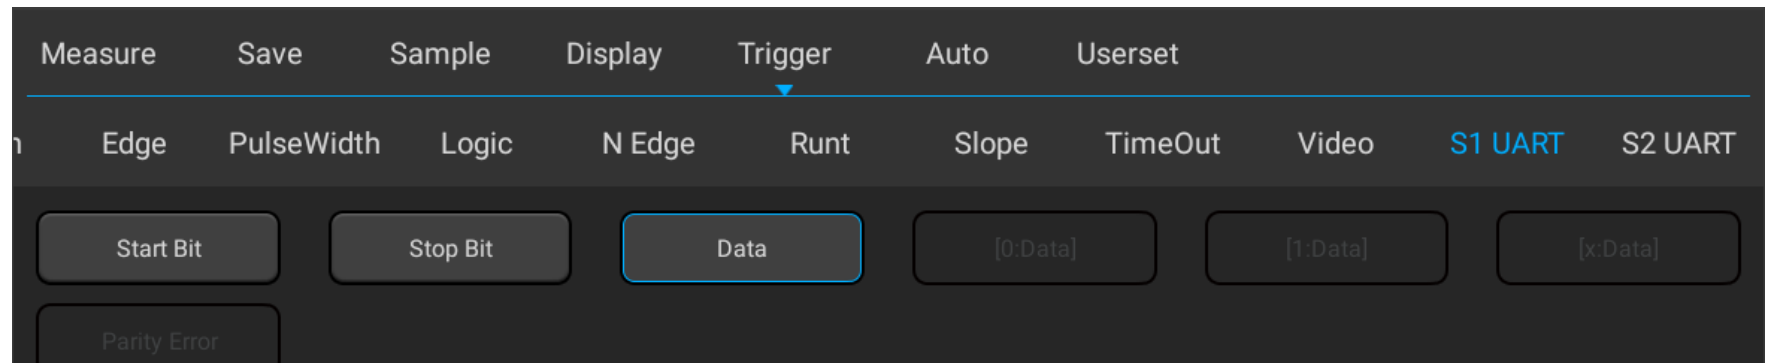 Measure Save Sample Display Trigger Auto Userset
Edge PulseWidth Logic N Edge Runt Slope TimeOut Video S1 UART S2 UART
Start Bit Stop Bit Data [0:Data] [1:Data] [x:Data]
Parity Error